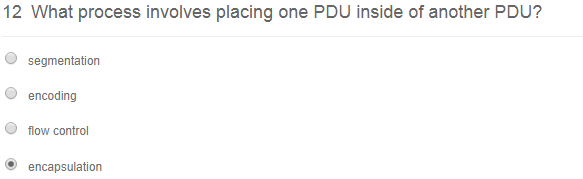 12 What process involves placing one PDU inside of another PDU?
segmentation
encoding
flow control
encapsulation